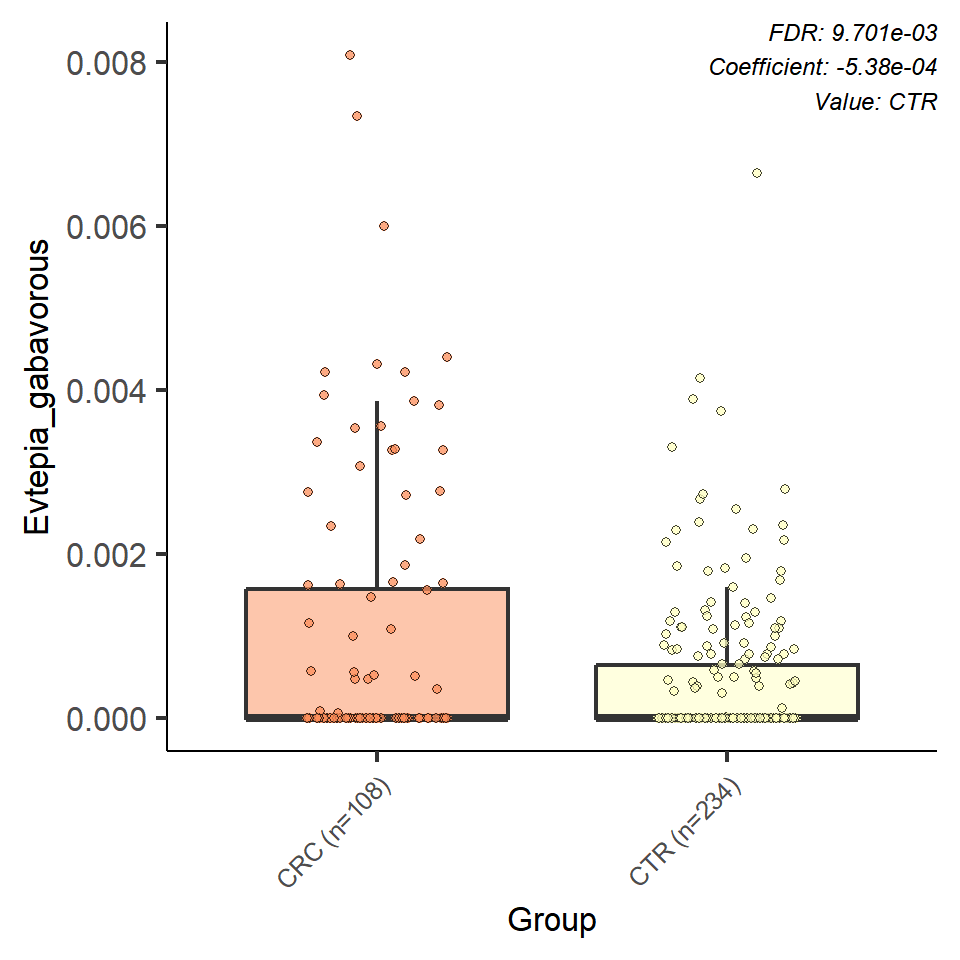 FDR: 9.701e-03
Coefficient: -5.38e-04
Value: CTR
0.008
0.006
0.004
0.002
0.000
Evtepia_gabavorous
CRC (n=108)
CTR (n=234)
Group